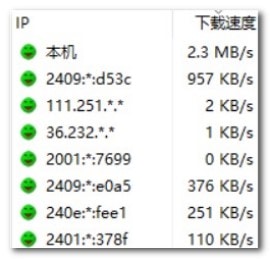 IP 下载速度
本机 2.3 MB/s
2409:*:d53c 957 KB/s
111.251.*.* 2 KB/s
36.232.*.* 1 KB/s
2001:*:7699 0 KB/s
2409:*:e0a5 376 KB/s
240e:*:fee1 251 KB/s
2401:*:378f 110 KB/s